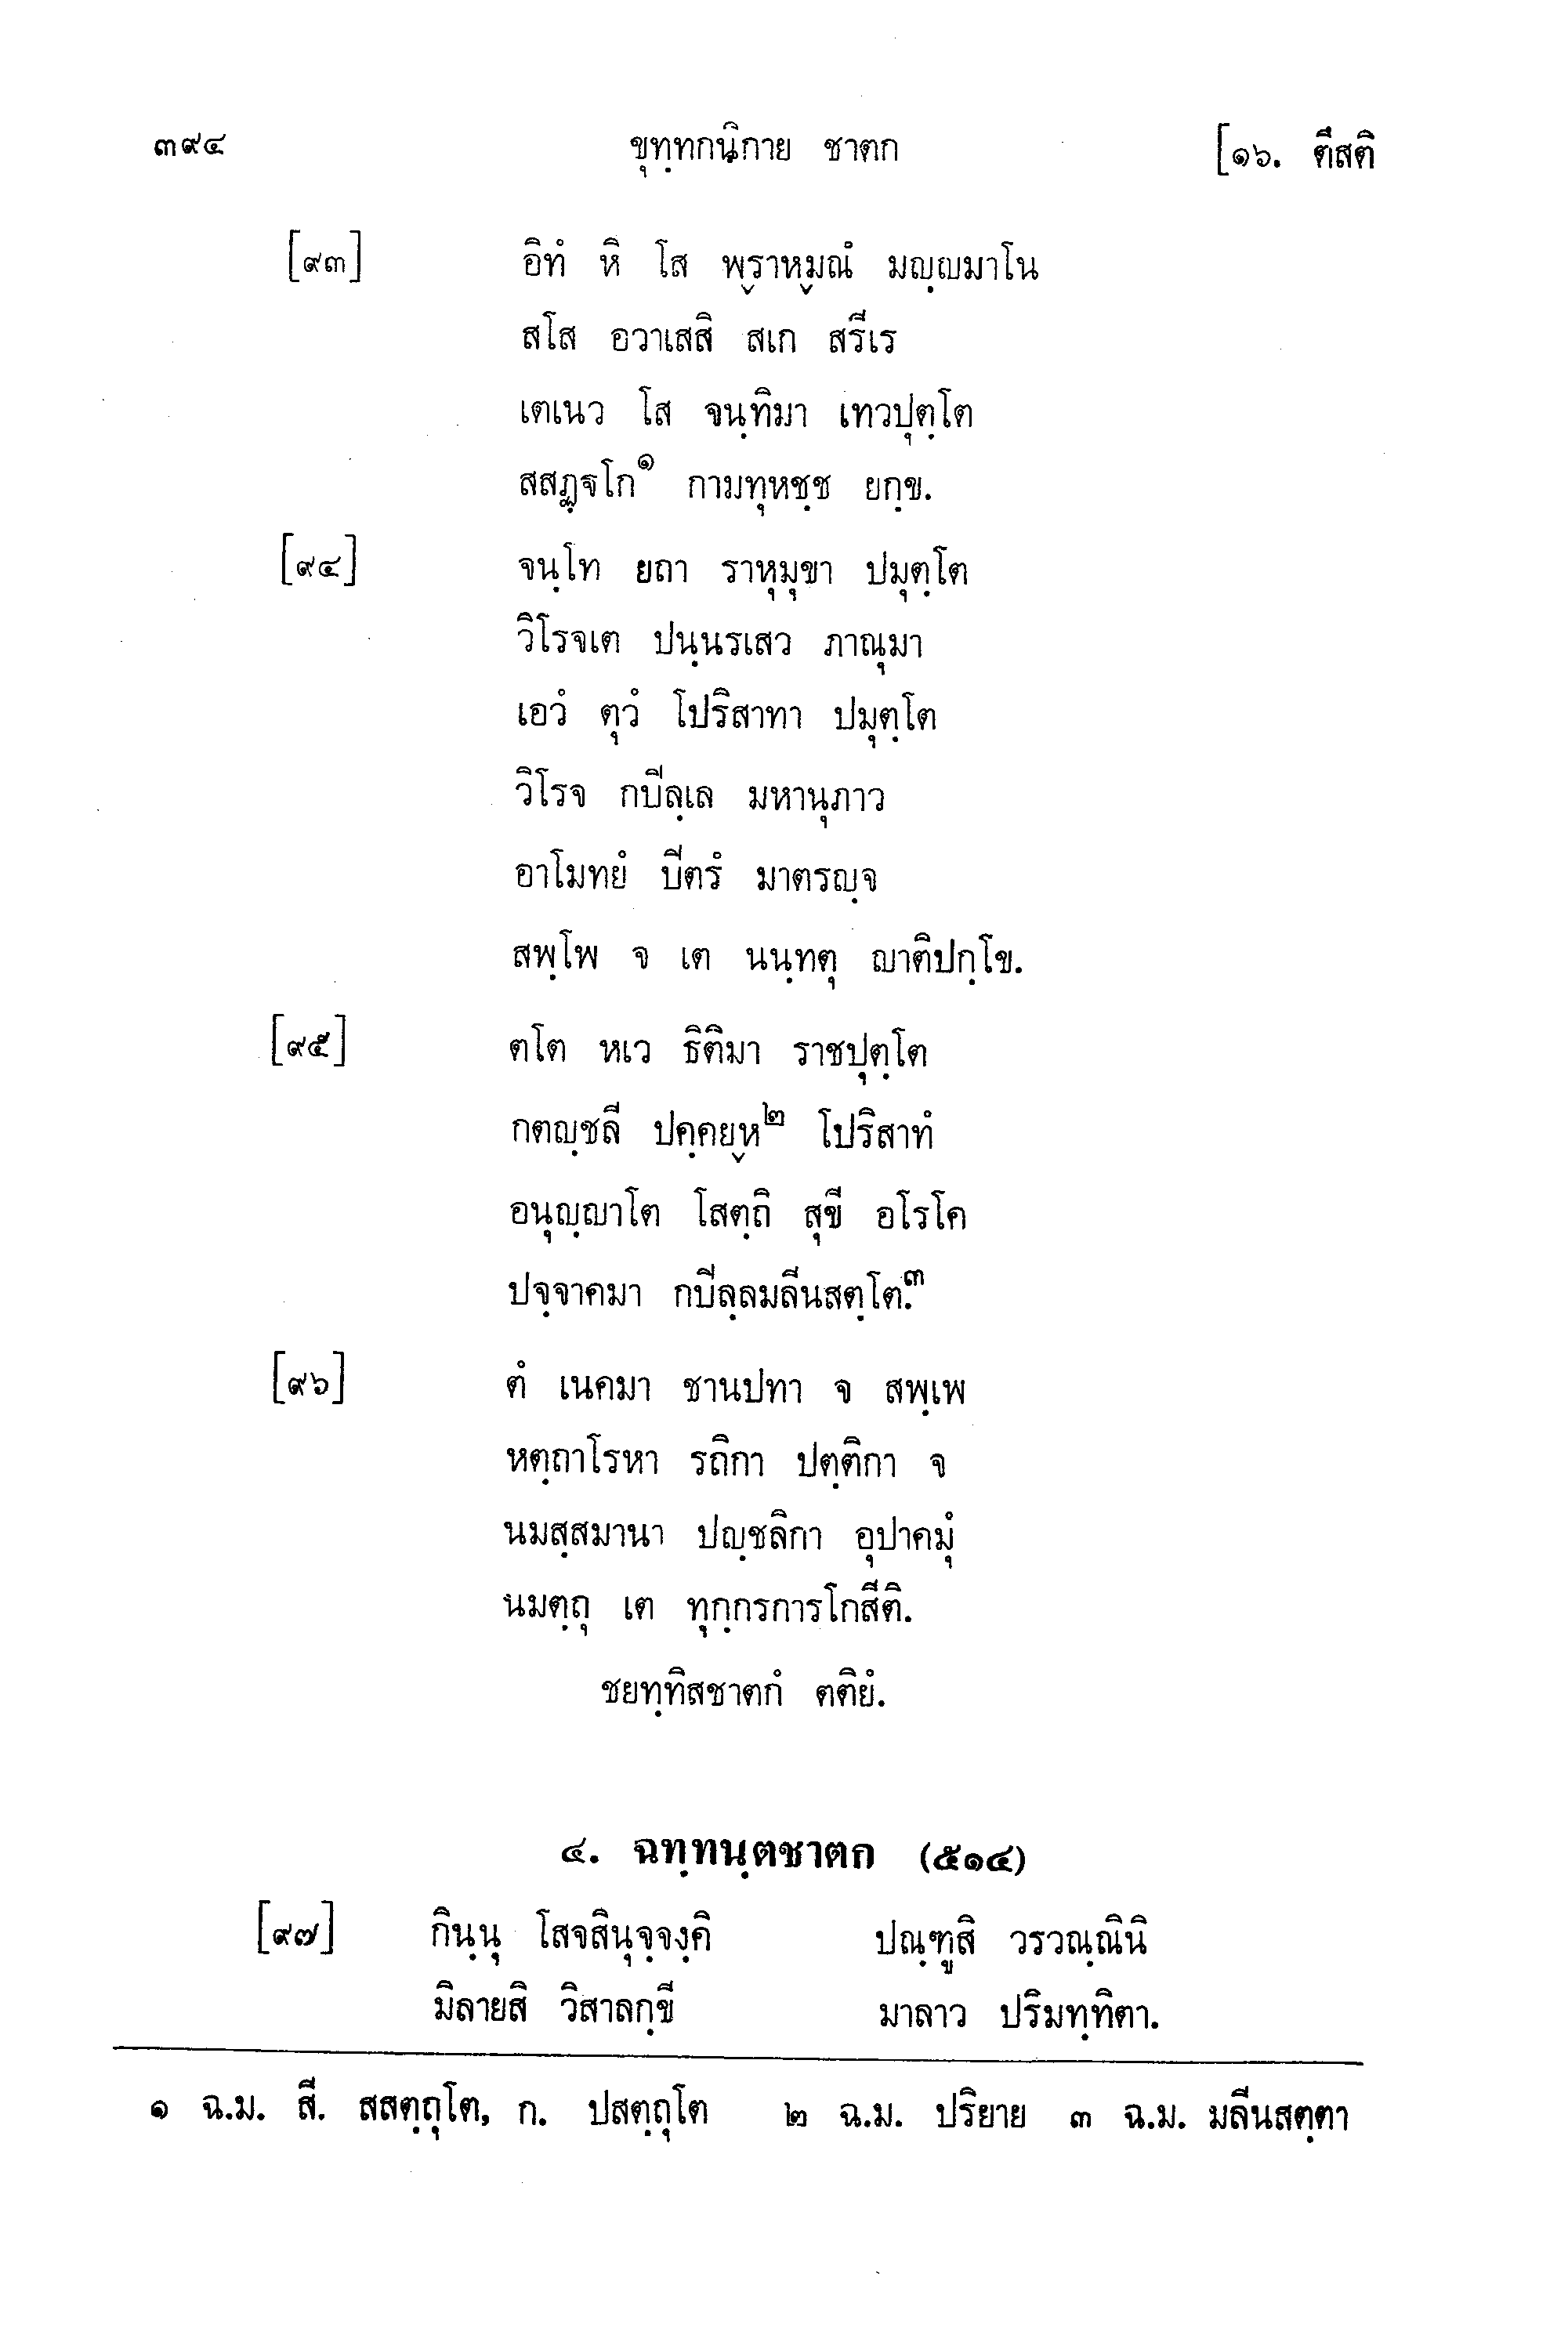 ๓๙๔ ขุทฺทกนิกาย ชาตก [๑๖. ตึสติ
[๙๓] อิทํ หิ โส พฺราหฺมณํ มญฺญมาโน
สโส อวาเสสิ สเก สรีเร
เตเนว โส จนฺทิมา เทวปุตฺโต
สสฏฺฐโก๑ กามทุหชฺช ยกฺข.
[๙๔] จนฺโท ยถา ราหุมุขา ปมุตฺโต
วิโรจเต ปนฺนรเสว ภาณุมา
เอวํ ตุวํ โปริสาทา ปมุตฺโต
วิโรจ กปีลฺเล มหานุภาว
อาโมทยํ ปีตรํ มาตรญฺจ
สพฺโพ จ เต นนฺทตุ ญาติปกฺโข.
[๙๕] ตโต หเว ธิติมา ราชปุตฺโต
กตญฺชลี ปคฺคยฺห๒ โปริสาทํ
อนุญฺญาโต โสตฺถิ สุขี อโรโค
ปจฺจาคมา กปีลฺลมลีนสตฺโต.๓
[๙๖] ตํ เนคมา ชานปทา จ สพฺเพ
หตฺถาโรหา รถิกา ปตฺติกา จ
นมสฺสมานา ปญฺชลิกา อุปาคมุํ
นมตฺถุ เต ทุกฺกรการโกสีติ.
ชยทฺทิสชาตกํ ตติยํ.
๔. ฉทฺทนฺตชาตก (๕๑๔)
[๙๗] กินฺนุ โสจสินุจฺจงฺคิ ปณฺฑูสิ วรวณฺณินิ
มิลายสิ วิสาลกฺขี มาลาว ปริมทฺทิตา.
๑ ฉ.ม. สี. สสตฺถุโต, ก. ปสตฺถุโต ๒ ฉ.ม. ปริยาย ๓ ฉ.ม. มลีนสตฺตา